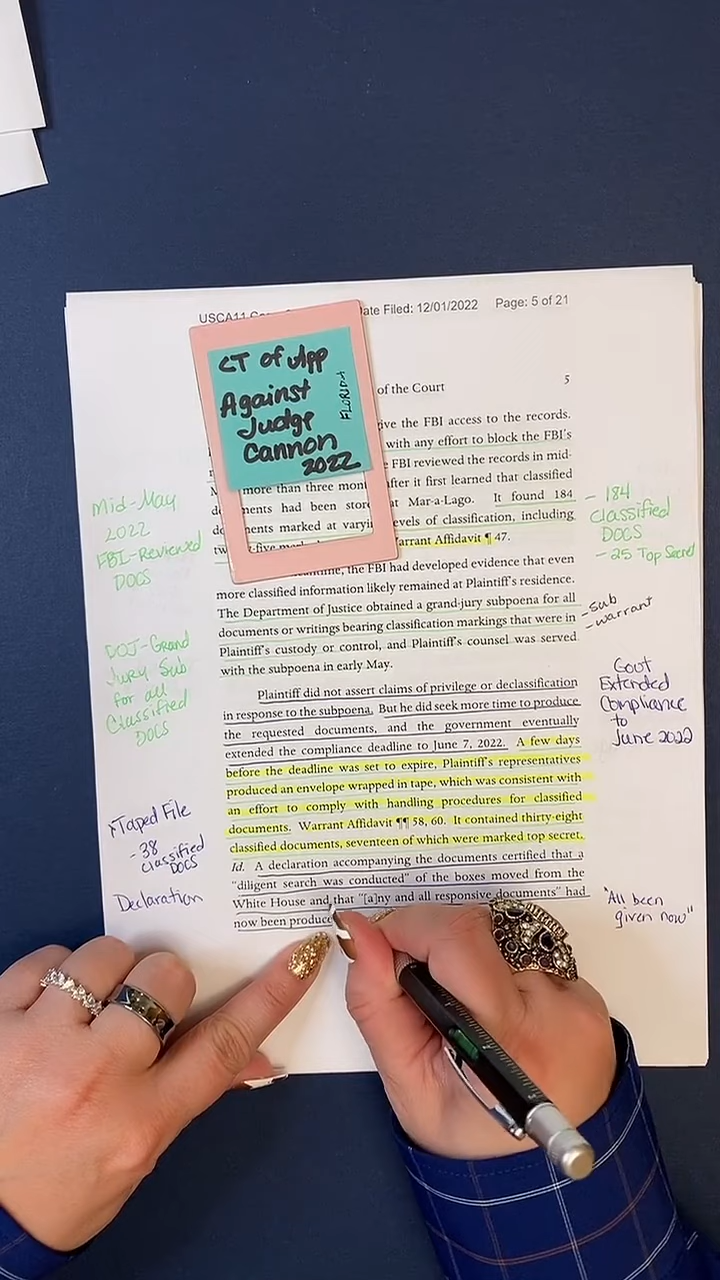 USCA11
ate Filed: 12/01/2022 Page: 5 of 21
of the Court 5
CT of App
Against
Judge
Cannon
2022
FLORIDA
ive the FBI access to the records.
with any effort to block the FBI's
e FBI reviewed the records in mid-
more than three mon fter it first learned that classified
ments had been store at Mar-a-Lago. It found 184
ments marked at varyi evels of classification, including
arrant Affidavit ¶ 47.
, the FBI had developed evidence that even
more classified information likely remained at Plaintiff's residence.
The Department of Justice obtained a grand-jury subpoena for all
documents or writings bearing classification markings that were in
Plaintiff's custody or control, and Plaintiff's counsel was served
with the subpoena in early May.
Plaintiff did not assert claims of privilege or declassification
in response to the subpoena. But he did seek more time to produce
the requested documents, and the government eventually
extended the compliance deadline to June 7, 2022. A few days
before the deadline was set to expire, Plaintiff's representatives
produced an envelope wrapped in tape, which was consistent with
an effort to comply with handling procedures for classified
documents. Warrant Affidavit ¶¶ 58, 60. It contained thirty-eight
classified documents, seventeen of which were marked top secret.
Id. A declaration accompanying the documents certified that a
"diligent search was conducted" of the boxes moved from the
White House and that "[a]ny and all responsive documents" had
now been produce
Mid-May
2022
FBI-Reviewed
DOCS
DOJ-Grand
Jury Sub
for all
Classified
DOCS
Taped File
- 38
classified
DOCS
Declaration
- 184
Classified
DOCS
- 25 Top Secret
- sub
- warrant
Govt
Extended
Compliance
to
June 2022
"All been
given now"